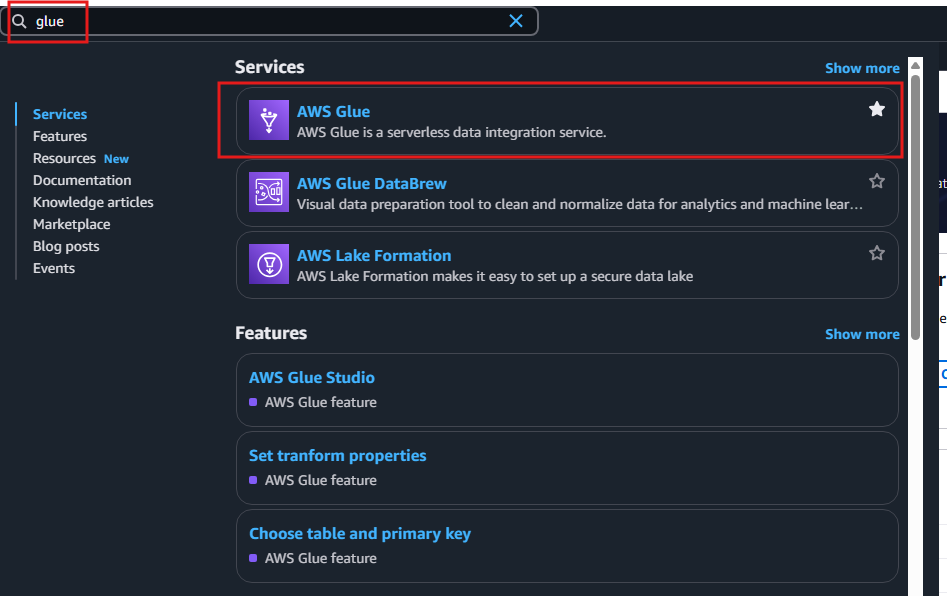 glue
Services
Show more
AWS Glue
AWS Glue is a serverless data integration service.
AWS Glue DataBrew
Visual data preparation tool to clean and normalize data for analytics and machine lear…
AWS Lake Formation
AWS Lake Formation makes it easy to set up a secure data lake
Services
Features
Resources New
Documentation
Knowledge articles
Marketplace
Blog posts
Events
Features
Show more
AWS Glue Studio
AWS Glue feature
Set tranform properties
AWS Glue feature
Choose table and primary key
AWS Glue feature